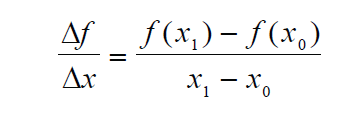 Δf/Δx = (f(x₁) − f(x₀))/(x₁ − x₀)